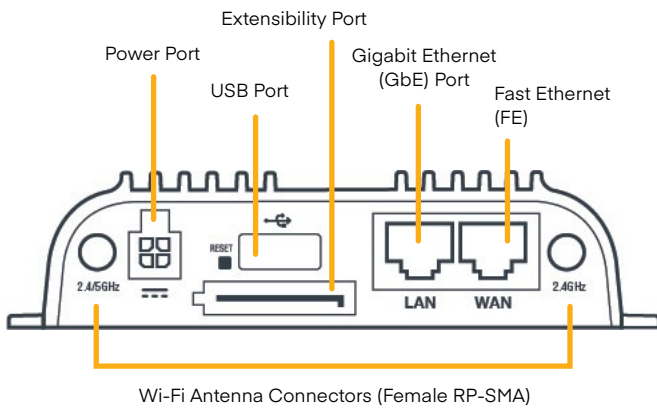 Extensibility Port
Power Port
Gigabit Ethernet
(GbE) Port
USB Port
Fast Ethernet
(FE)
RESET
2.4/5GHz
2.4GHz
LAN
WAN
Wi-Fi Antenna Connectors (Female RP-SMA)